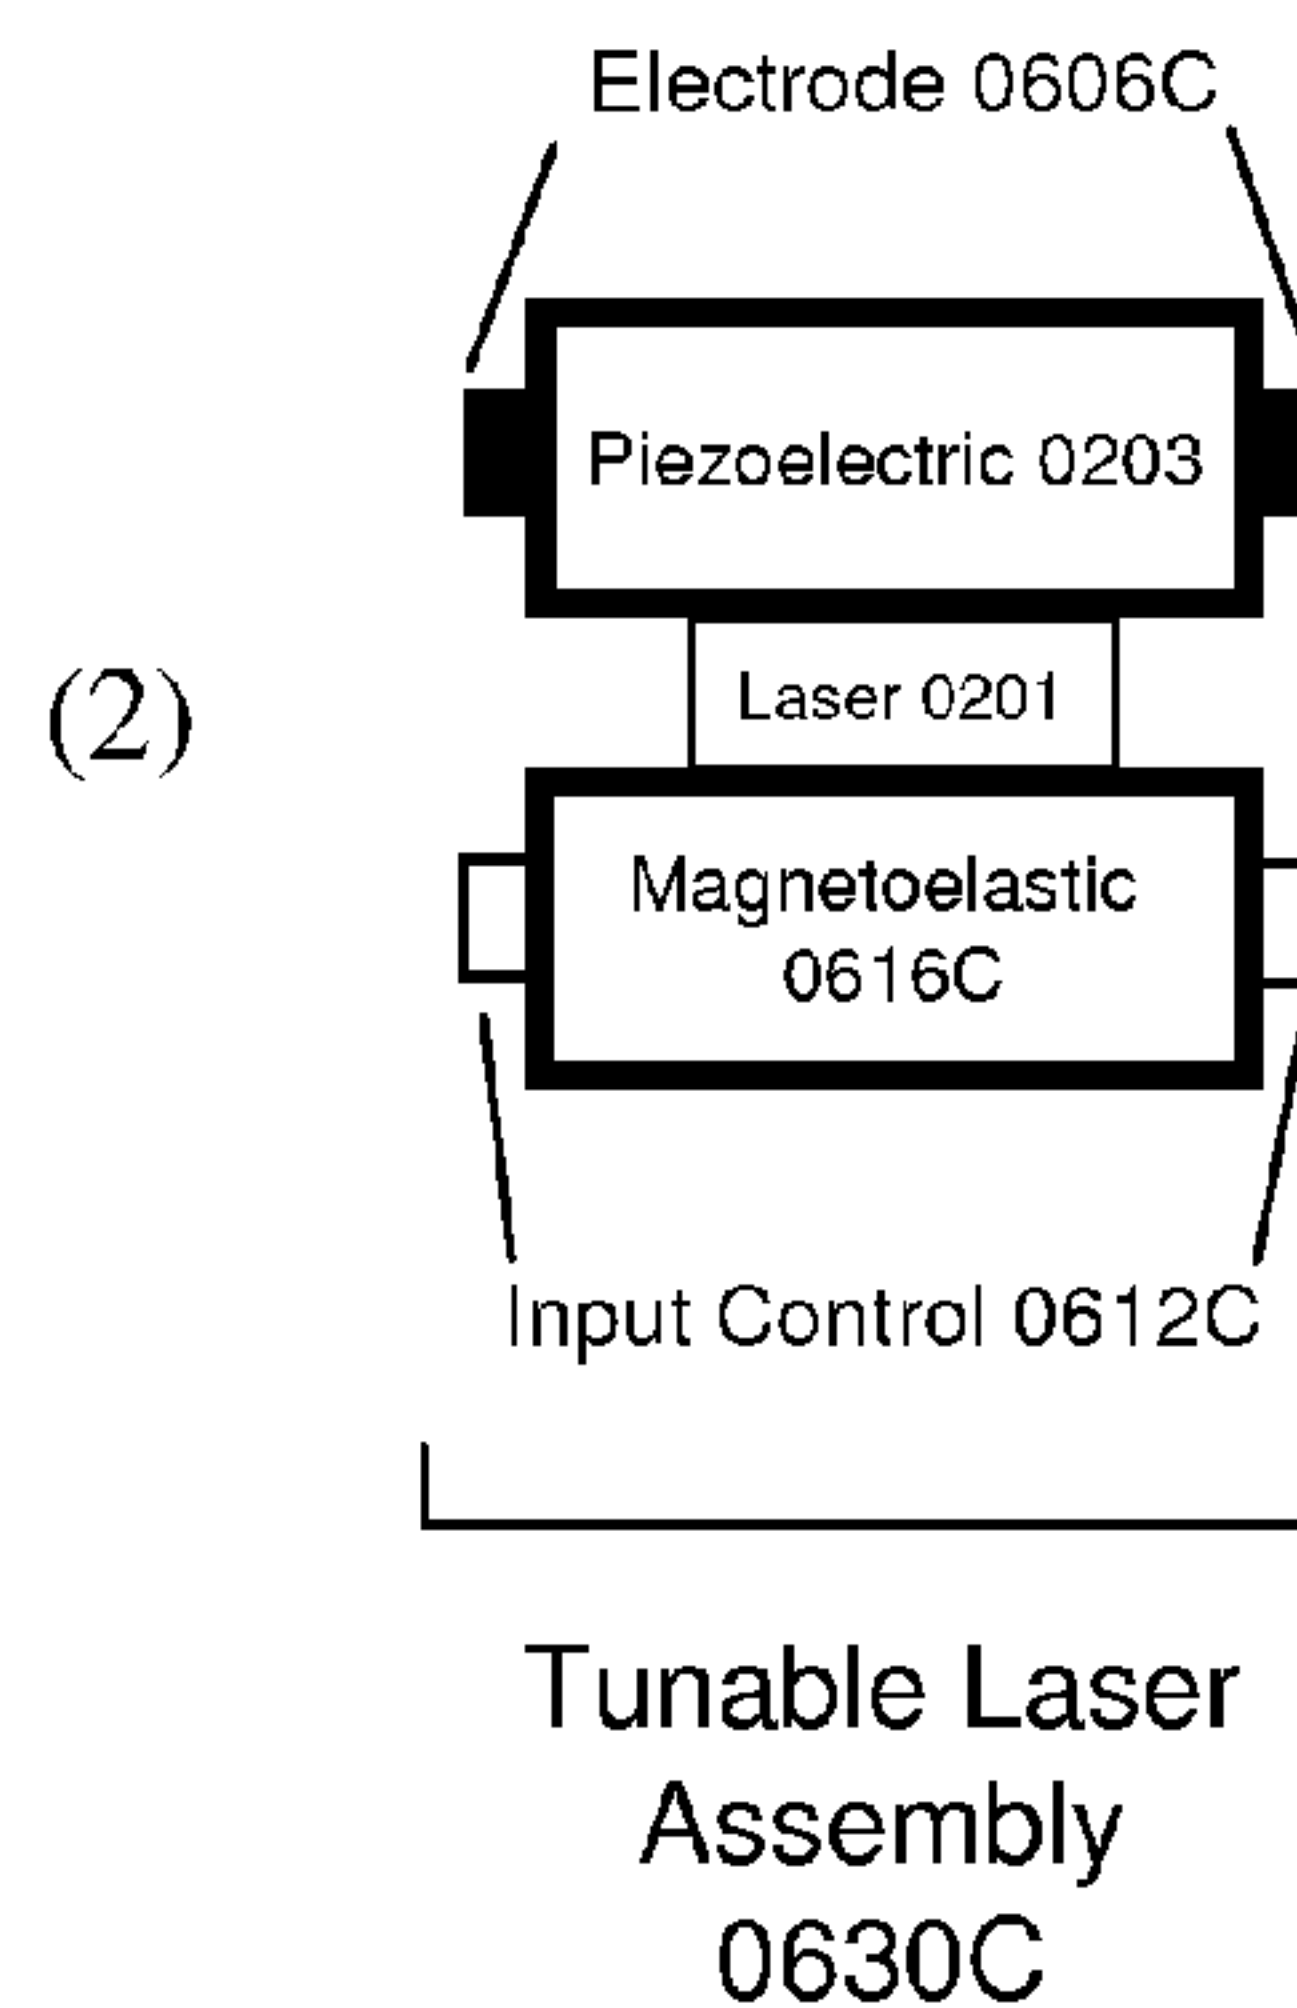 Electrode 0606C
Piezoelectric 0203
(2)
Laser 0201
Magnetoelastic
0616C
Input Control 0612C
Tunable Laser
Assembly
0630C